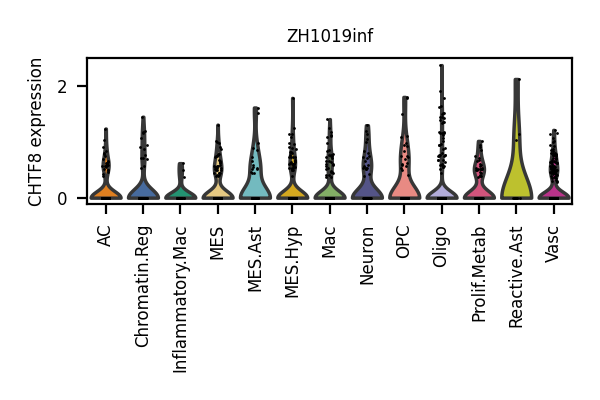 ZH1019inf
CHTF8 expression
2
0
AC
Chromatin.Reg
Inflammatory.Mac
MES
MES.Ast
MES.Hyp
Mac
Neuron
OPC
Oligo
Prolif.Metab
Reactive.Ast
Vasc